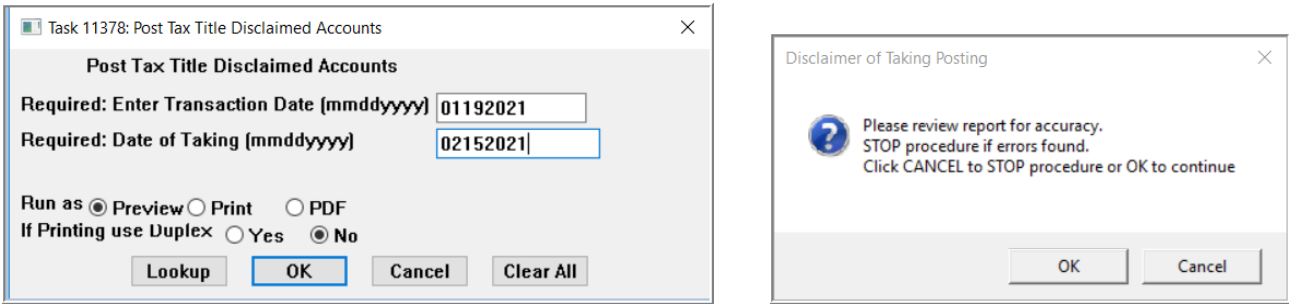 Task 11378: Post Tax Title Disclaimed Accounts
Post Tax Title Disclaimed Accounts
Required: Enter Transaction Date (mmddyyyy) 01192021
Required: Date of Taking (mmddyyyy) 02152021
Run as Preview Print PDF
If Printing use Duplex Yes No
Lookup OK Cancel Clear All
Disclaimer of Taking Posting
Please review report for accuracy.
STOP procedure if errors found.
Click CANCEL to STOP procedure or OK to continue
OK Cancel